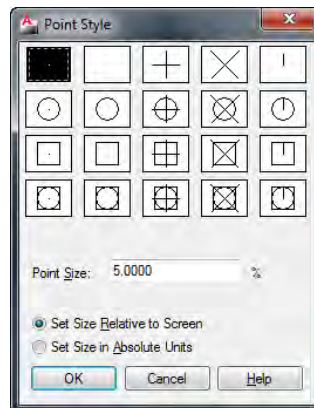 Point Style
Point Size: 5.0000 %
Set Size Relative to Screen
Set Size in Absolute Units
OK Cancel Help